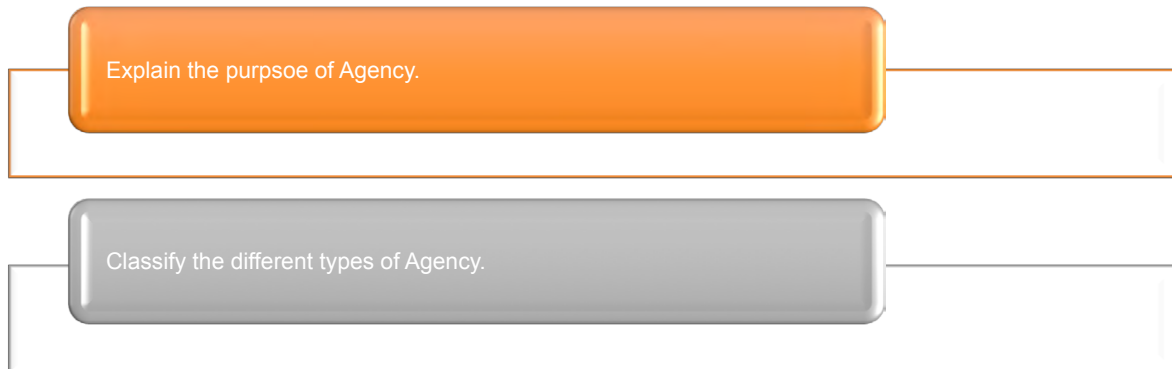 Explain the purpsoe of Agency.
Classify the different types of Agency.